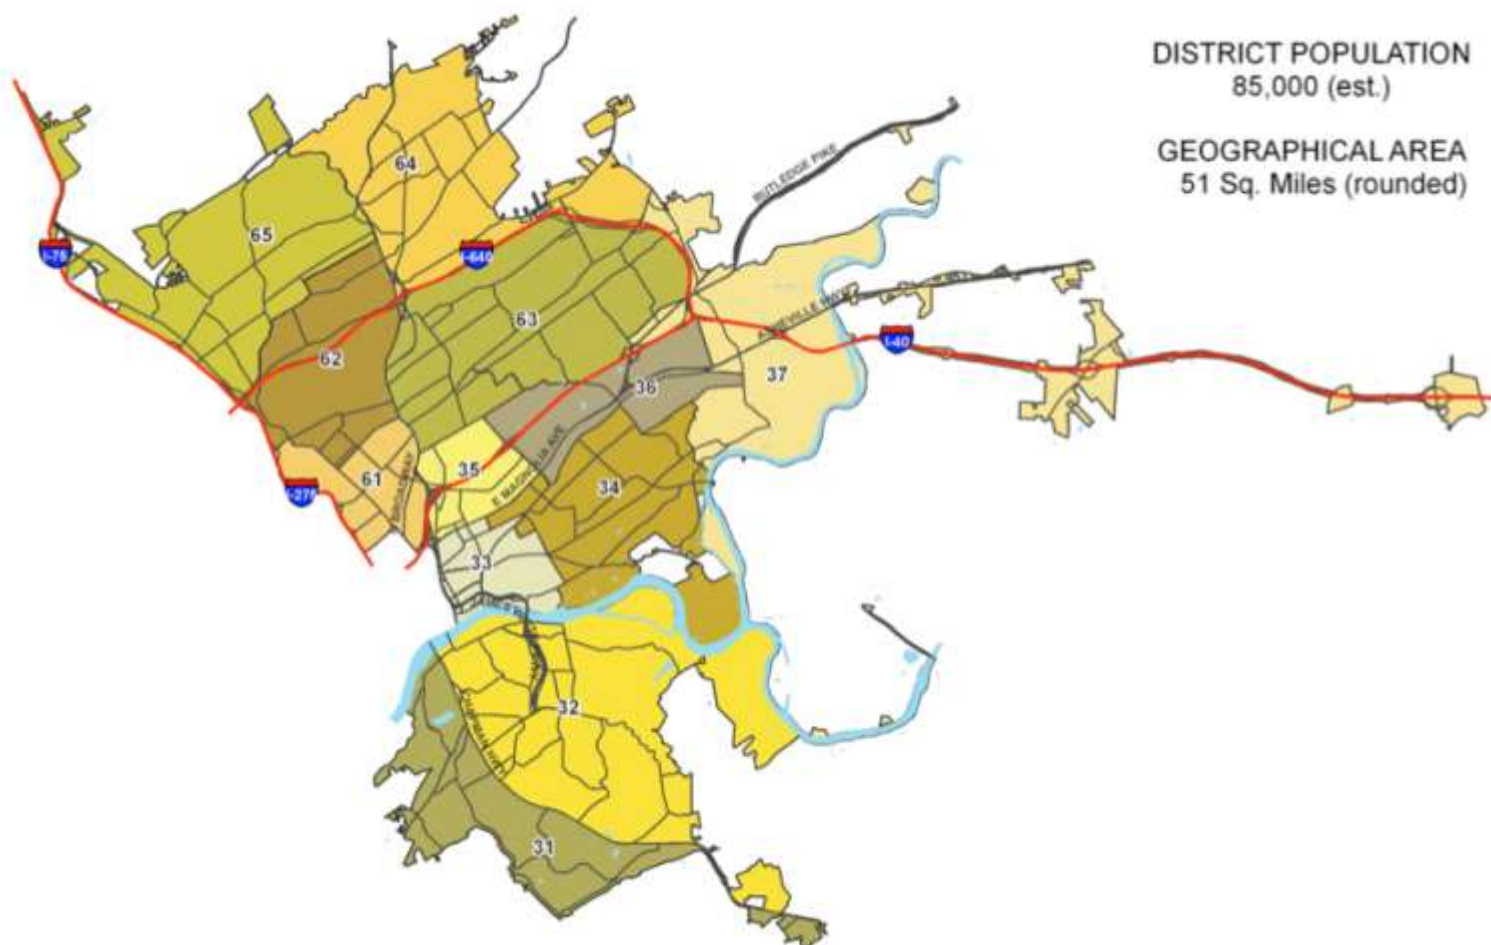 DISTRICT POPULATION
85,000 (est.)
GEOGRAPHICAL AREA
51 Sq. Miles (rounded)
64
RUTLEDGE PIKE
65
I-75
I-640
63
ASHEVILLE HWY
I-40
62
36
37
35
E MAGNOLIA AVE
61
BROADWAY
34
I-275
33
32
31